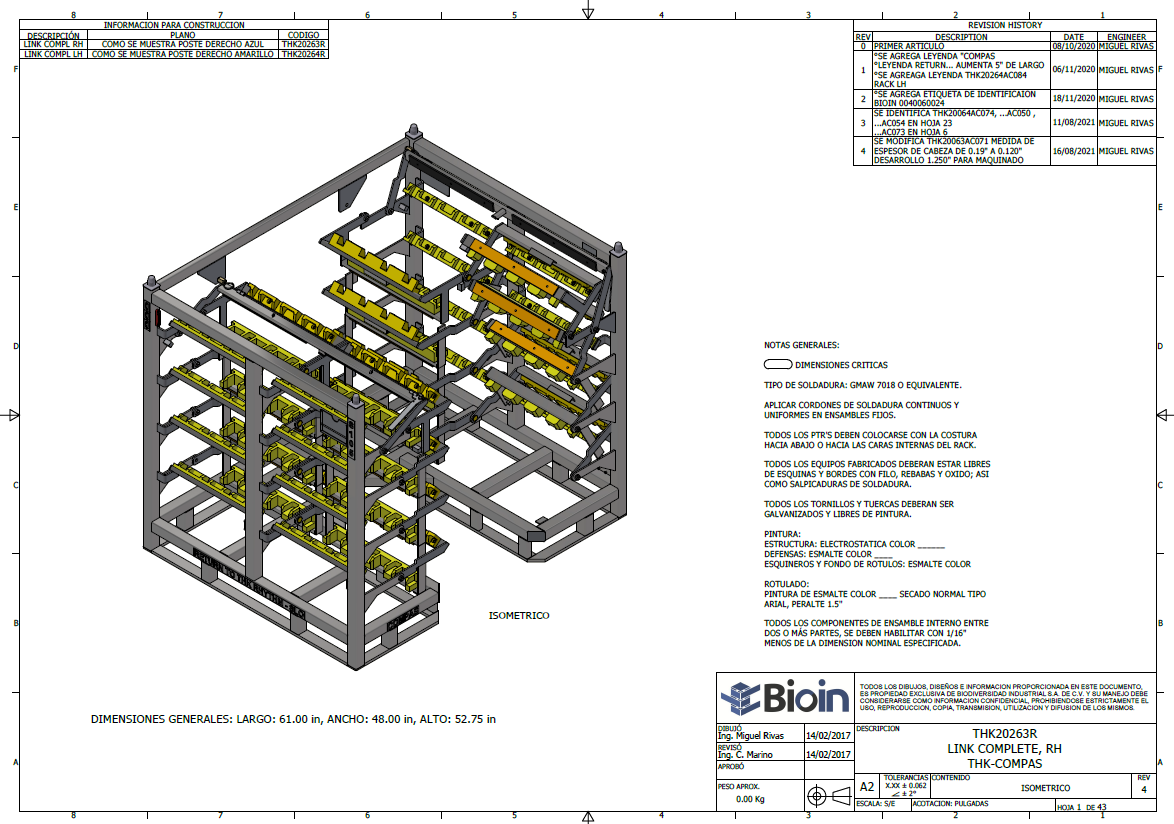 8 7 6 5 4 3 2 1
INFORMACION PARA CONSTRUCCION
DESCRIPCIÓN PLANO CODIGO
LINK COMPL RH COMO SE MUESTRA POSTE DERECHO AZUL THK20263R
LINK COMPL LH COMO SE MUESTRA POSTE DERECHO AMARILLO THK20264R
REVISION HISTORY
REV DESCRIPTION DATE ENGINEER
0 PRIMER ARTICULO 08/10/2020 MIGUEL RIVAS
1 °SE AGREGA LEYENDA "COMPAS
°LEYENDA RETURN... AUMENTA 5" DE LARGO
°SE AGREAGA LEYENDA THK20264AC084
RACK LH 06/11/2020 MIGUEL RIVAS
2 °SE AGREGA ETIQUETA DE IDENTIFICAION
BIOIN 0040060024 18/11/2020 MIGUEL RIVAS
3 SE IDENTIFICA THK20064AC074, ...AC050 ,
...AC054 EN HOJA 23
...AC073 EN HOJA 6 11/08/2021 MIGUEL RIVAS
4 SE MODIFICA THK20063AC071 MEDIDA DE
ESPESOR DE CABEZA DE 0.19" A 0.120"
DESARROLLO 1.250" PARA MAQUINADO 16/08/2021 MIGUEL RIVAS
F F
E E
D D
C C
B B
A A
NOTAS GENERALES:
DIMENSIONES CRITICAS
TIPO DE SOLDADURA: GMAW 7018 O EQUIVALENTE.
APLICAR CORDONES DE SOLDADURA CONTINUOS Y
UNIFORMES EN ENSAMBLES FIJOS.
TODOS LOS PTR'S DEBEN COLOCARSE CON LA COSTURA
HACIA ABAJO O HACIA LAS CARAS INTERNAS DEL RACK.
TODOS LOS EQUIPOS FABRICADOS DEBERAN ESTAR LIBRES
DE ESQUINAS Y BORDES CON FILO, REBABAS Y OXIDO; ASI
COMO SALPICADURAS DE SOLDADURA.
TODOS LOS TORNILLOS Y TUERCAS DEBERAN SER
GALVANIZADOS Y LIBRES DE PINTURA.
PINTURA:
ESTRUCTURA: ELECTROSTATICA COLOR ______
DEFENSAS: ESMALTE COLOR ____
ESQUINEROS Y FONDO DE ROTULOS: ESMALTE COLOR
ROTULADO:
PINTURA DE ESMALTE COLOR ____ SECADO NORMAL TIPO
ARIAL, PERALTE 1.5"
TODOS LOS COMPONENTES DE ENSAMBLE INTERNO ENTRE
DOS O MÁS PARTES, SE DEBEN HABILITAR CON 1/16"
MENOS DE LA DIMENSION NOMINAL ESPECIFICADA.
RETURN TO THK RHYTHM - SLC!
COMPAS
ISOMETRICO
DIMENSIONES GENERALES: LARGO: 61.00 in, ANCHO: 48.00 in, ALTO: 52.75 in
Bioin
TODOS LOS DIBUJOS, DISEÑOS E INFORMACION PROPORCIONADA EN ESTE DOCUMENTO,
ES PROPIEDAD EXCLUSIVA DE BIODIVERSIDAD INDUSTRIAL S.A. DE C.V. Y SU MANEJO DEBE
CONSIDERARSE COMO INFORMACION CONFIDENCIAL, PROHIBIENDOSE ESTRICTAMENTE EL
USO, REPRODUCCION, COPIA, TRANSMISION, UTILIZACION Y DIFUSION DE LOS MISMOS.
DIBUJÓ
Ing. Miguel Rivas 14/02/2017
REVISÓ
Ing. C. Marino 14/02/2017
APROBÓ
PESO APROX.
0.00 Kg
DESCRIPCION
THK20263R
LINK COMPLETE, RH
THK-COMPAS
A2
TOLERANCIAS
X.XX ± 0.062
∠ ± 2°
CONTENIDO
ISOMETRICO
REV
4
ESCALA: S/E ACOTACION: PULGADAS HOJA 1 DE 43
8 7 6 5 4 3 2 1